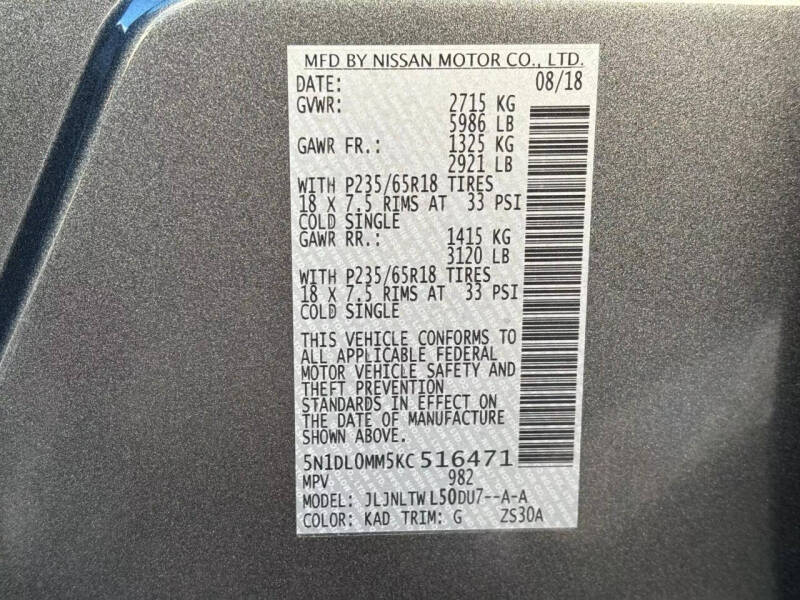 MFD BY NISSAN MOTOR CO., LTD.
DATE: 08/18
GVWR: 2715 KG
5986 LB
GAWR FR.: 1325 KG
2921 LB
WITH P235/65R18 TIRES
18 X 7.5 RIMS AT 33 PSI
COLD SINGLE
GAWR RR.: 1415 KG
3120 LB
WITH P235/65R18 TIRES
18 X 7.5 RIMS AT 33 PSI
COLD SINGLE
THIS VEHICLE CONFORMS TO
ALL APPLICABLE FEDERAL
MOTOR VEHICLE SAFETY AND
THEFT PREVENTION
STANDARDS IN EFFECT ON
THE DATE OF MANUFACTURE
SHOWN ABOVE.
5N1DL0MM5KC 516471
MPV 982
MODEL: JLJNLTW L50DU7--A-A
COLOR: KAD TRIM: G ZS30A